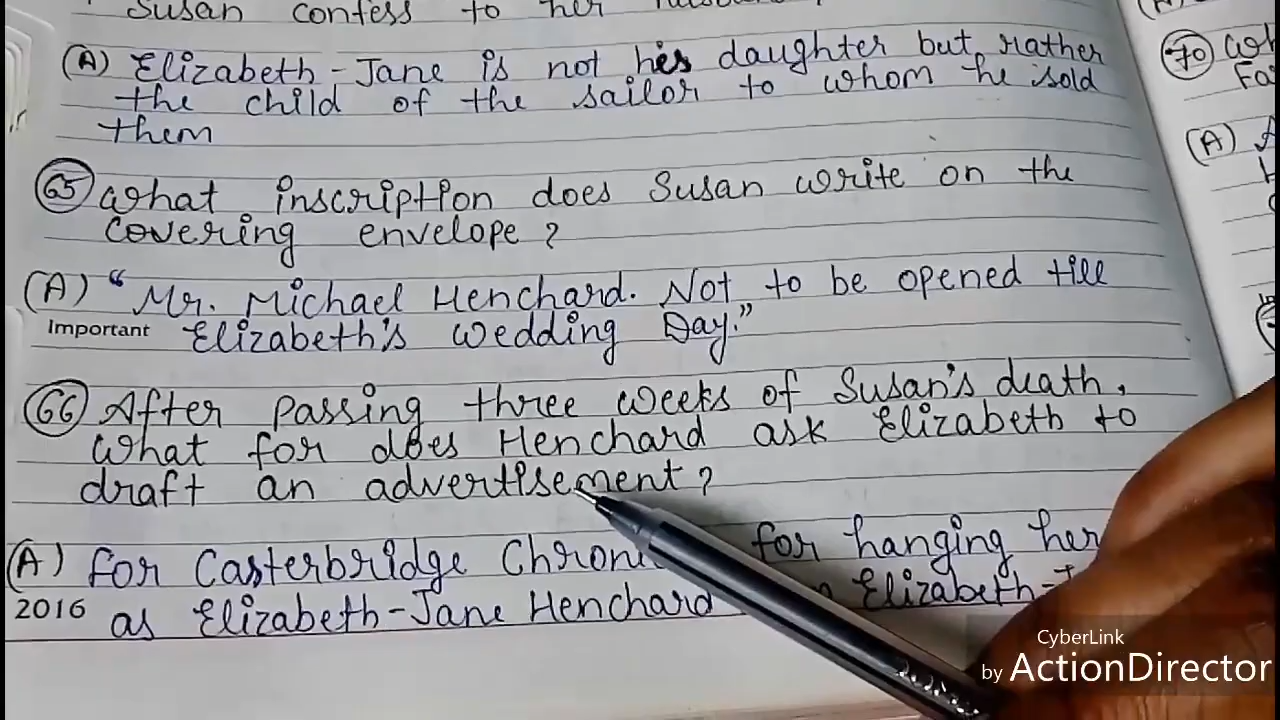 Susan confess to her
(A) Elizabeth-Jane is not his daughter but rather
the child of the sailor to whom he sold
them
65 What inscription does Susan write on the
covering envelope?
(A) "Mr. Michael Henchard. Not to be opened till
Important Elizabeth's Wedding Day."
66 After passing three weeks of Susan's death,
what for does Henchard ask Elizabeth to
draft an advertisement?
(A) for Casterbridge Chroni for hanging her
2016 as Elizabeth-Jane Henchard Elizabeth-J
70
(A)
CyberLink
by ActionDirector